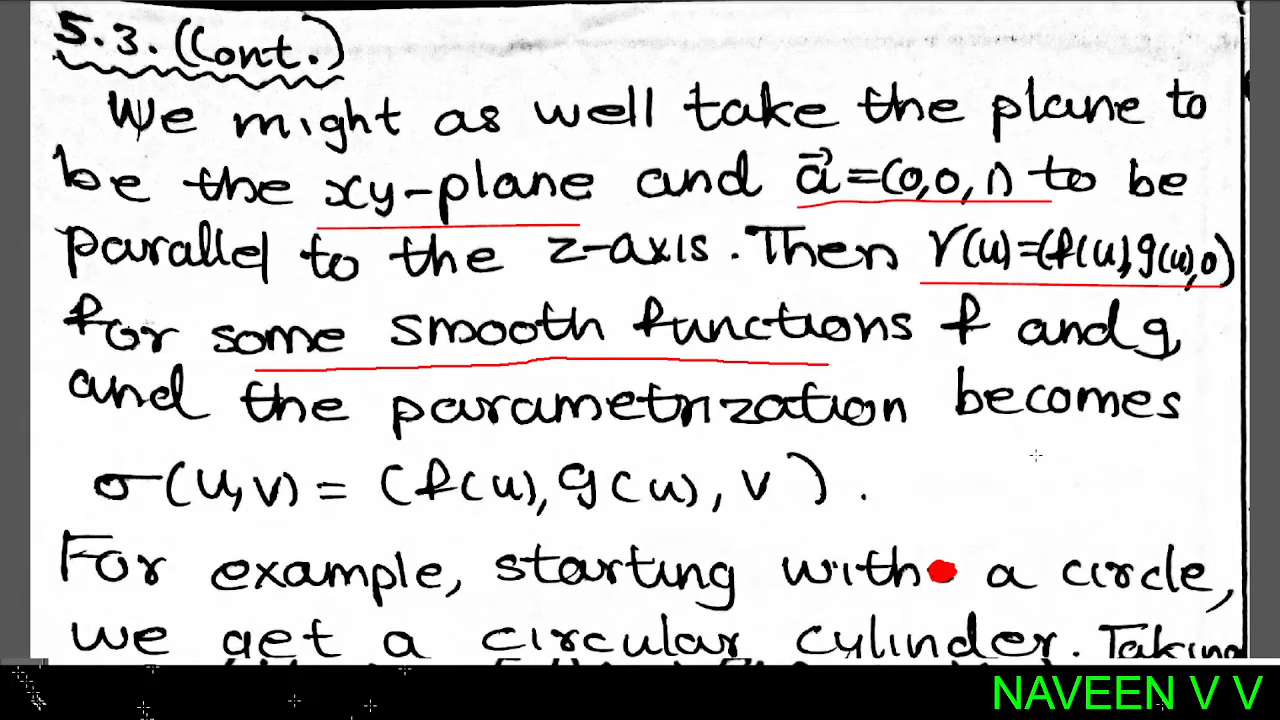 5.3. (Cont.)
We might as well take the plane to
be the xy-plane and a⃗=(0,0,1) to be
parallel to the z-axis. Then γ(u)=(f(u),g(u),0)
for some smooth functions f and g
and the parametrization becomes
σ(u,v) = (f(u), g(u), v).
For example, starting with a circle,
we get a circular cylinder. Taking
NAVEEN V V